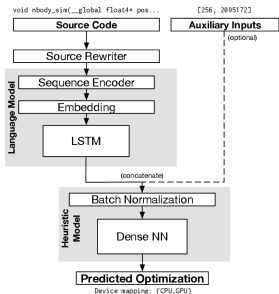 void nbody_sim(__global float4* pos...
[256, 2095172]
Source Code
Auxiliary Inputs
(optional)
Source Rewriter
Sequence Encoder
Embedding
LSTM
Language Model
(concatenate)
Batch Normalization
Dense NN
Heuristic
Model
Predicted Optimization
Device mapping: {CPU,GPU}